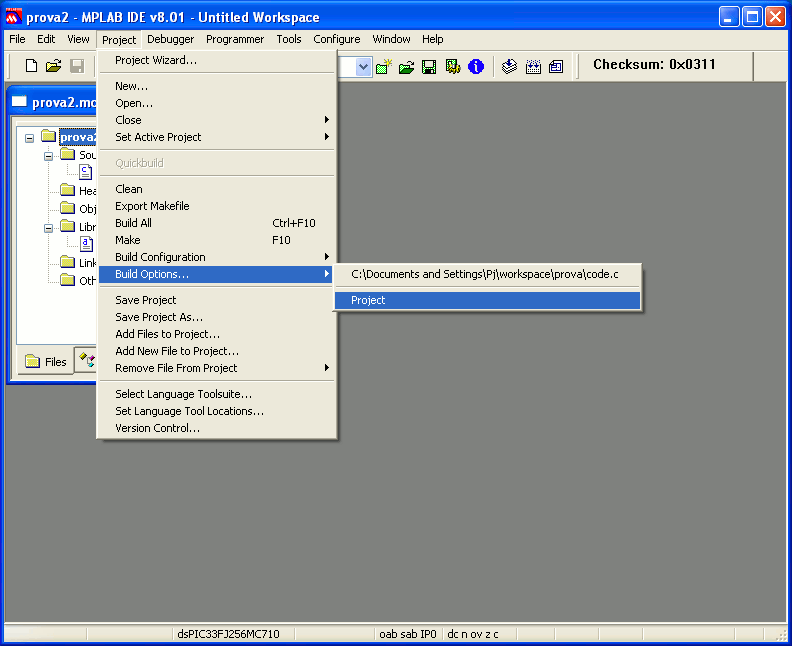 prova2 - MPLAB IDE v8.01 - Untitled Workspace
File Edit View Project Debugger Programmer Tools Configure Window Help
Checksum: 0x0311
prova2.mc
prova2
Sou
c
Hea
Obj
Libr
a
Link
Oth
Files
Project Wizard...
New...
Open...
Close
Set Active Project
Quickbuild
Clean
Export Makefile
Build All Ctrl+F10
Make F10
Build Configuration
Build Options...
Save Project
Save Project As...
Add Files to Project...
Add New File to Project...
Remove File From Project
Select Language Toolsuite...
Set Language Tool Locations...
Version Control...
C:\Documents and Settings\Pj\workspace\prova\code.c
Project
dsPIC33FJ256MC710 oab sab IP0 dc n ov z c